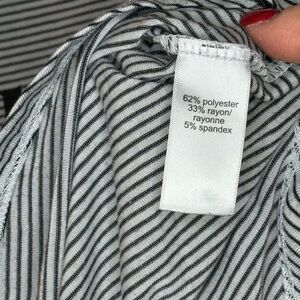 62% polyester
33% rayon/
rayonne
5% spandex